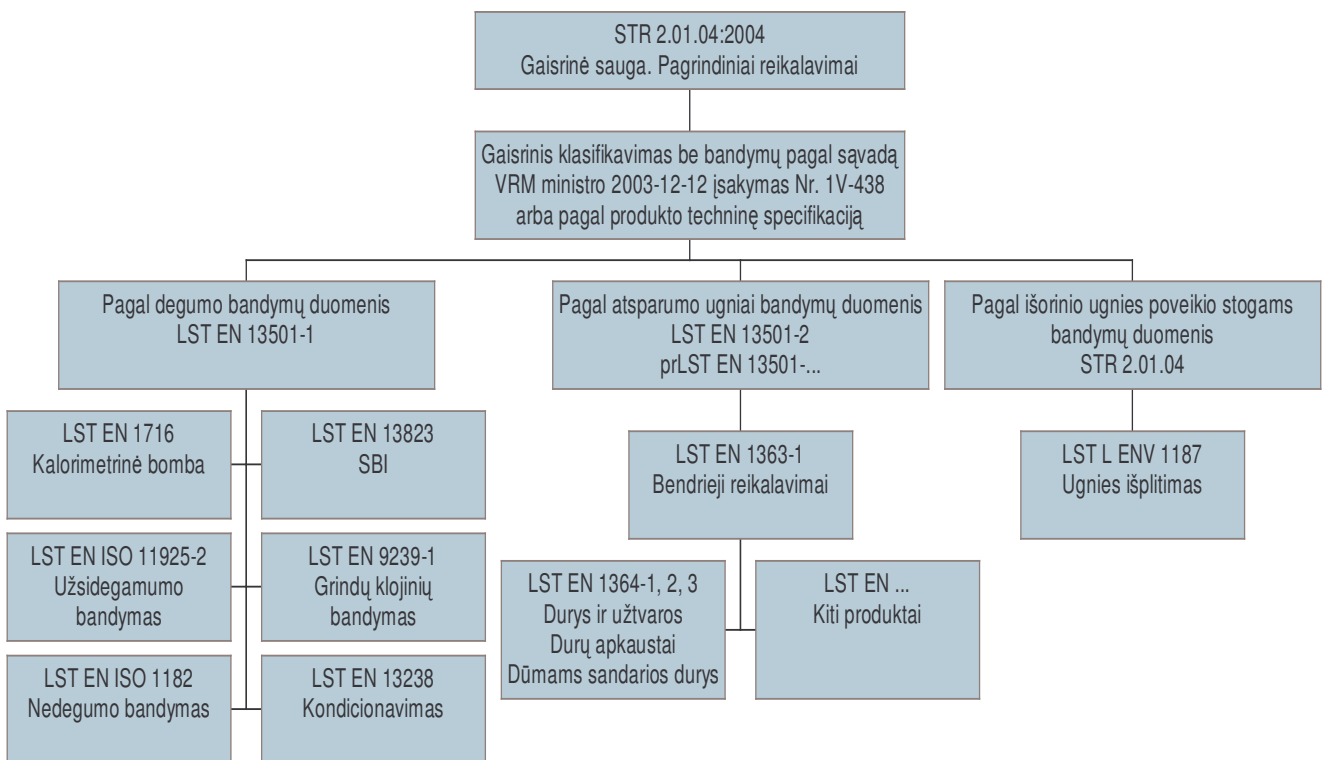 STR 2.01.04:2004
Gaisrinė sauga. Pagrindiniai reikalavimai
Gaisrinis klasifikavimas be bandymų pagal sąvadą
VRM ministro 2003-12-12 įsakymas Nr. 1V-438
arba pagal produkto techninę specifikaciją
Pagal degumo bandymų duomenis
LST EN 13501-1
Pagal atsparumo ugniai bandymų duomenis
LST EN 13501-2
prLST EN 13501-...
Pagal išorinio ugnies poveikio stogams
bandymų duomenis
STR 2.01.04
LST EN 1716
Kalorimetrinė bomba
LST EN 13823
SBI
LST EN 1363-1
Bendrieji reikalavimai
LST L ENV 1187
Ugnies išplitimas
LST EN ISO 11925-2
Užsidegamumo
bandymas
LST EN 9239-1
Grindų klojinių
bandymas
LST EN 1364-1, 2, 3
Durys ir užtvaros
Durų apkaustai
Dūmams sandarios durys
LST EN ...
Kiti produktai
LST EN ISO 1182
Nedegumo bandymas
LST EN 13238
Kondicionavimas